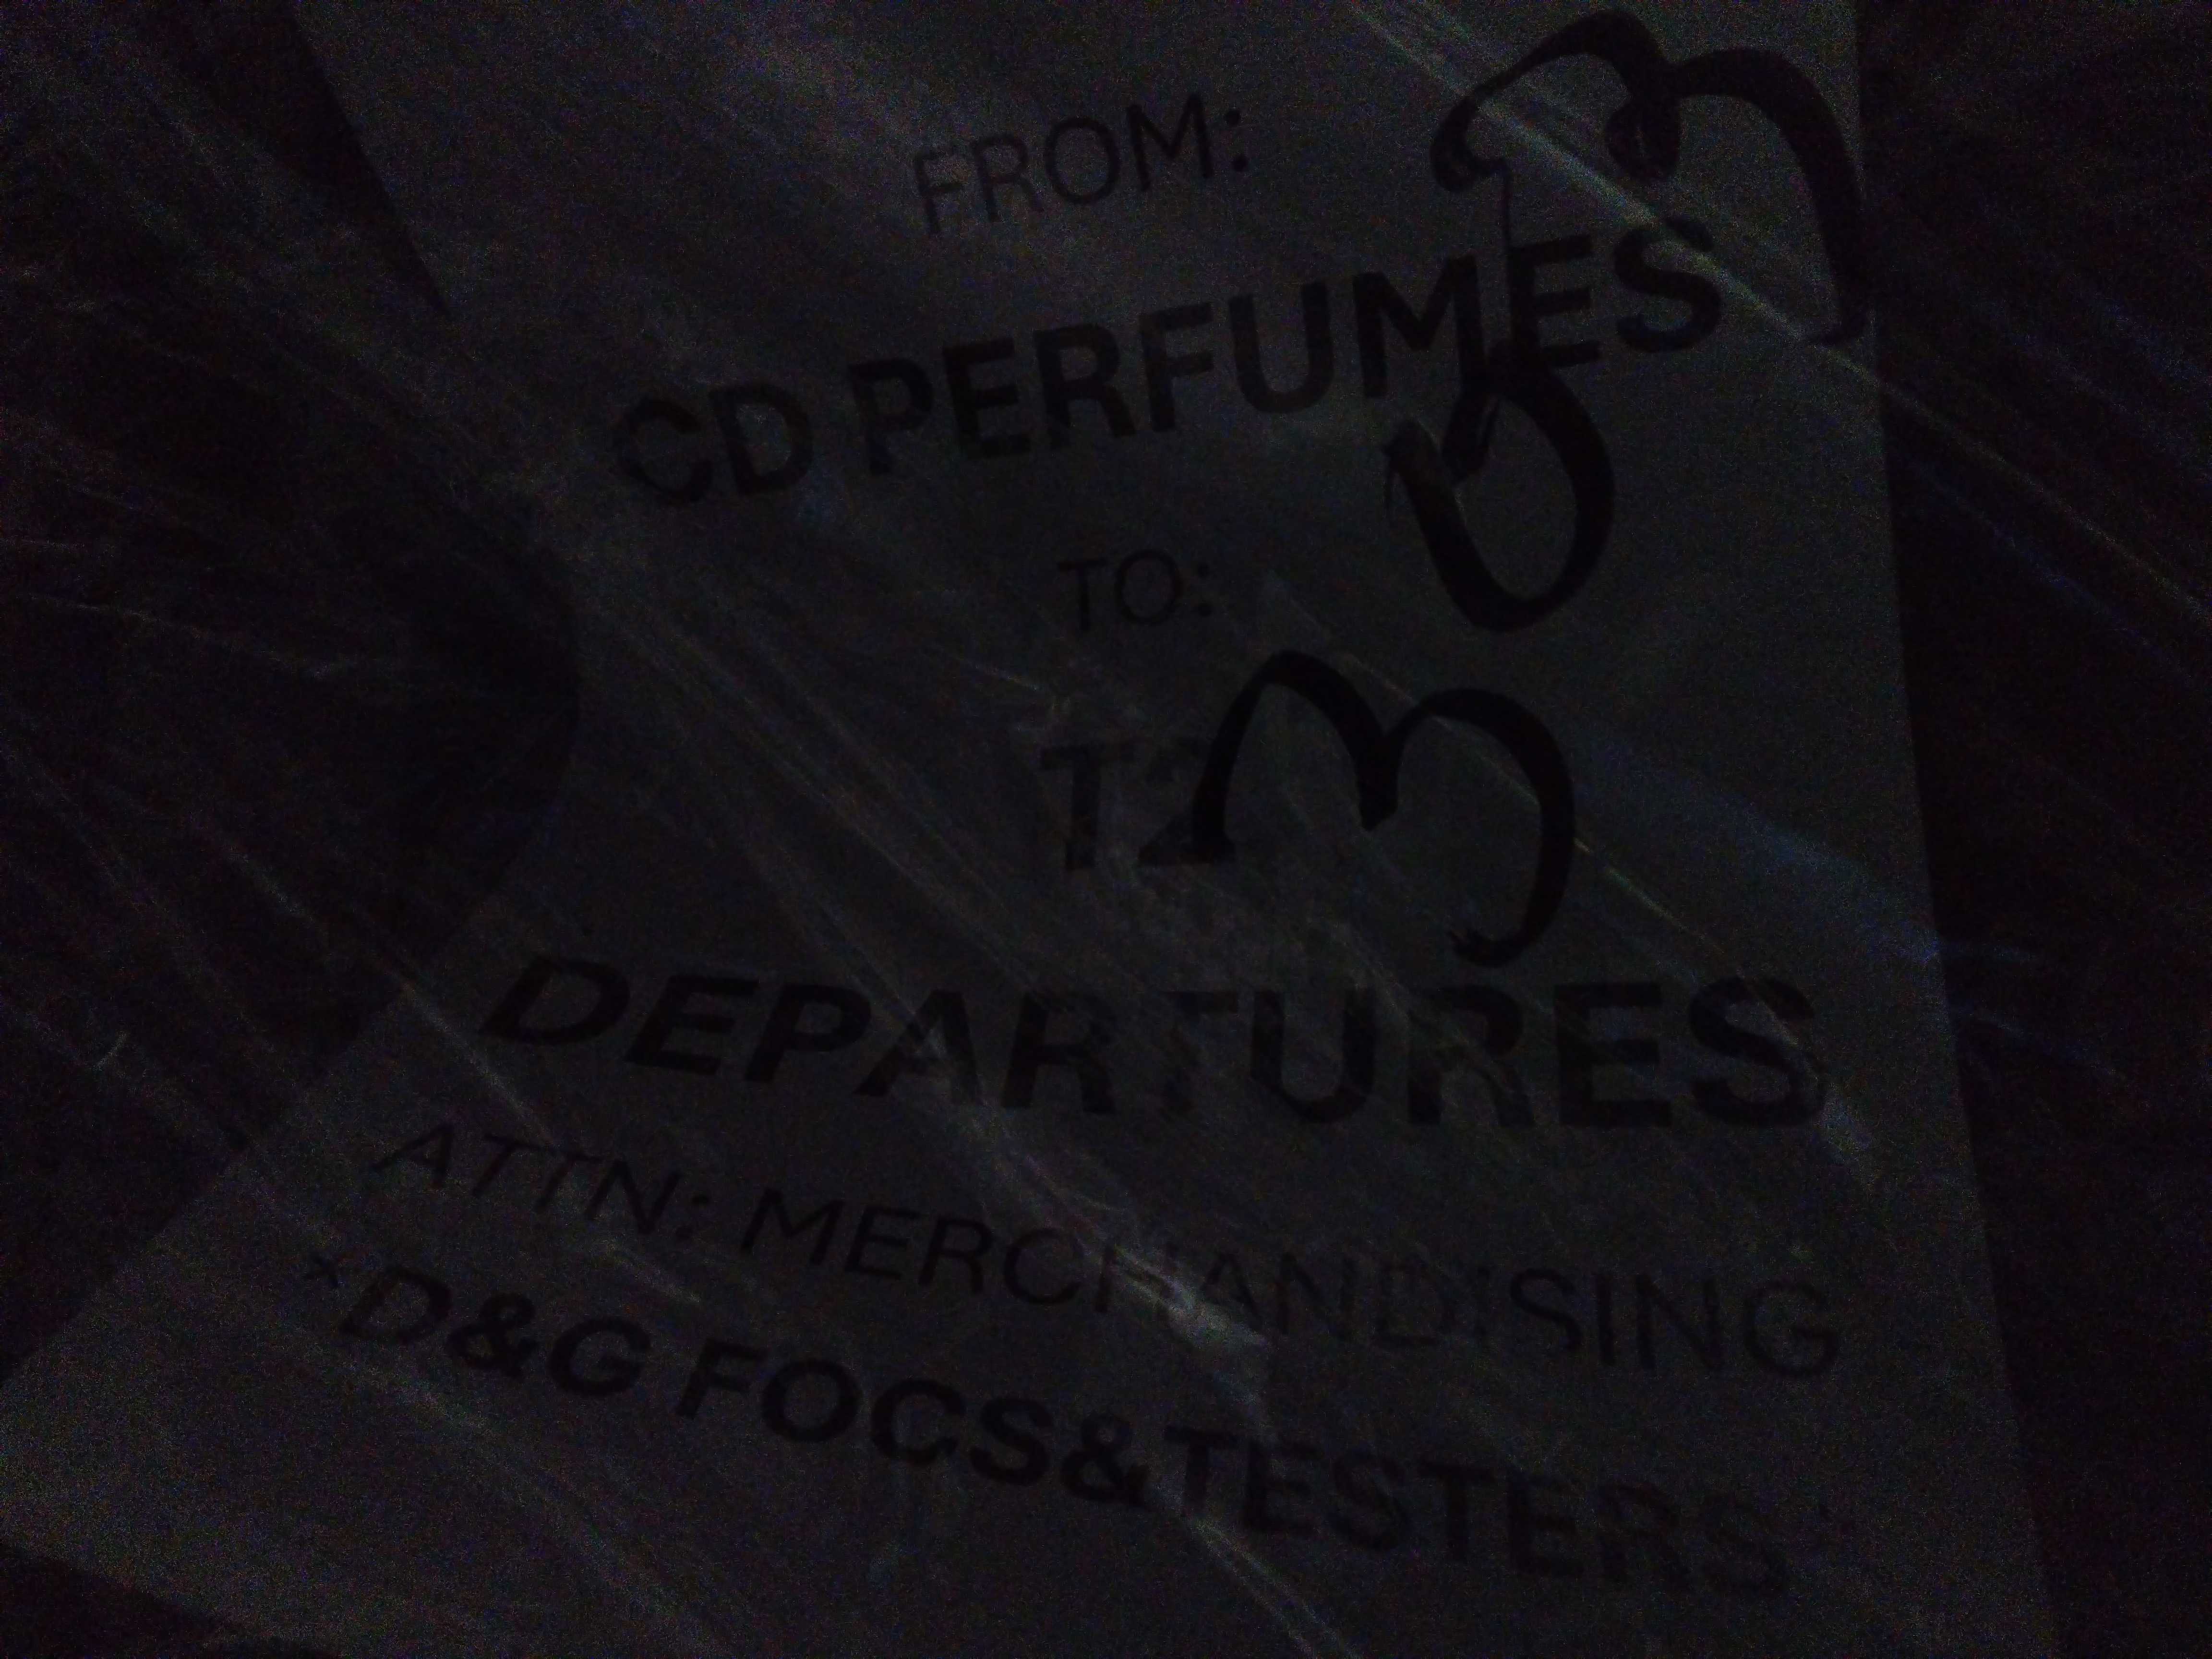 FROM:
CD PERFUMES
TO:
T2
DEPARTURES
ATTN: MERCHANDISING
*D&G FOCS&TESTERS*